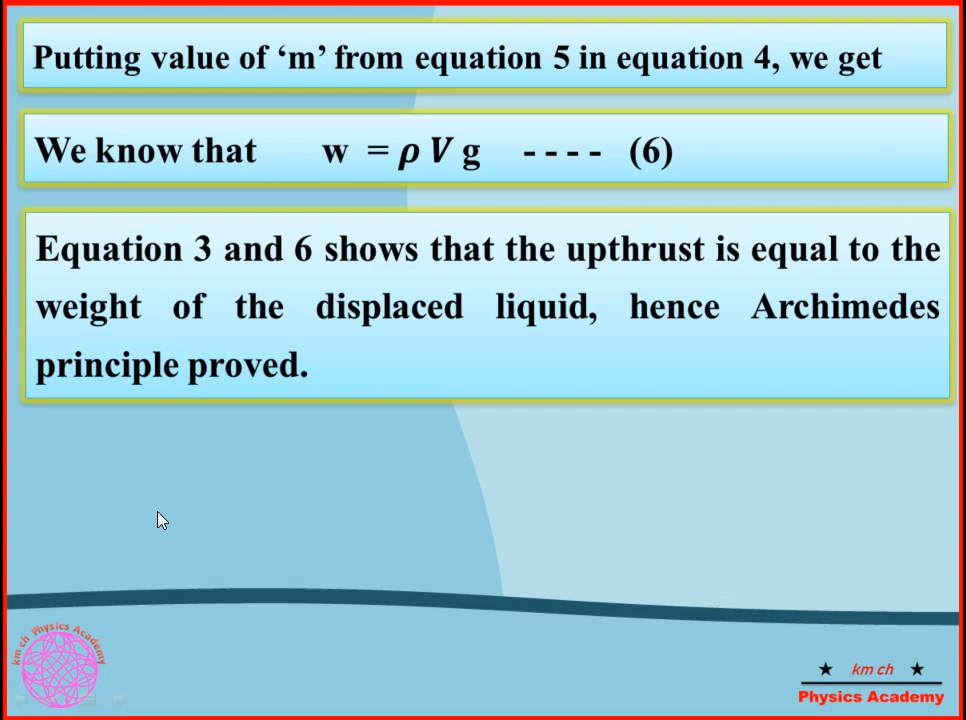 Putting value of ‘m’ from equation 5 in equation 4, we get
We know that w = ρ V g - - - - (6)
Equation 3 and 6 shows that the upthrust is equal to the
weight of the displaced liquid, hence Archimedes
principle proved.
km ch Physics Academy
★ km ch ★
Physics Academy